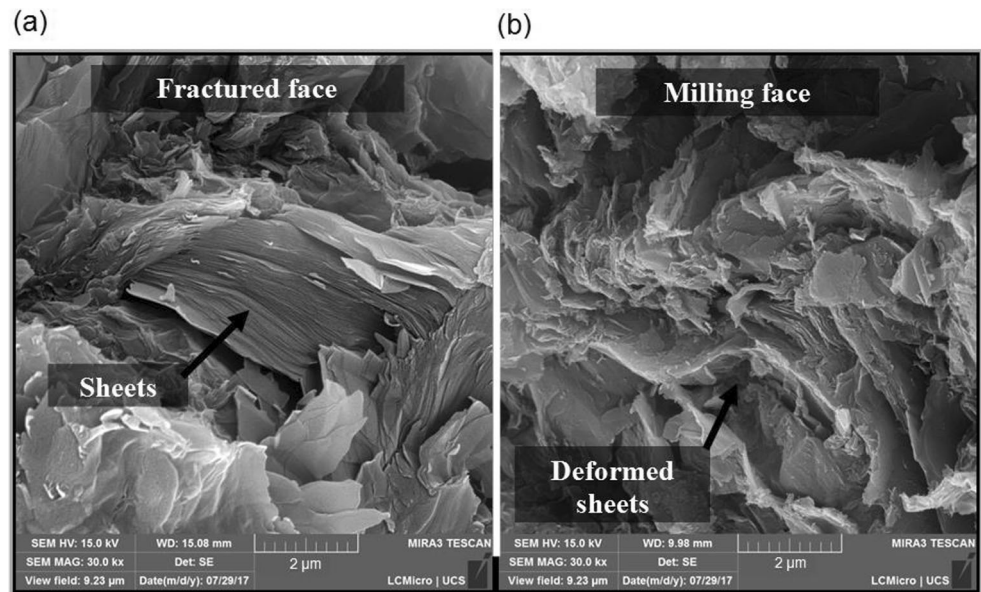 (a)
(b)
Fractured face
Sheets
SEM HV: 15.0 kV
WD: 15.08 mm
MIRA3 TESCAN
SEM MAG: 30.0 kx
Det: SE
2 μm
View field: 9.23 μm
Date(m/d/y): 07/29/17
LCMicro | UCS
Milling face
Deformed
sheets
SEM HV: 15.0 kV
WD: 9.98 mm
MIRA3 TESCAN
SEM MAG: 30.0 kx
Det: SE
2 μm
View field: 9.23 μm
Date(m/d/y): 07/29/17
LCMicro | UCS